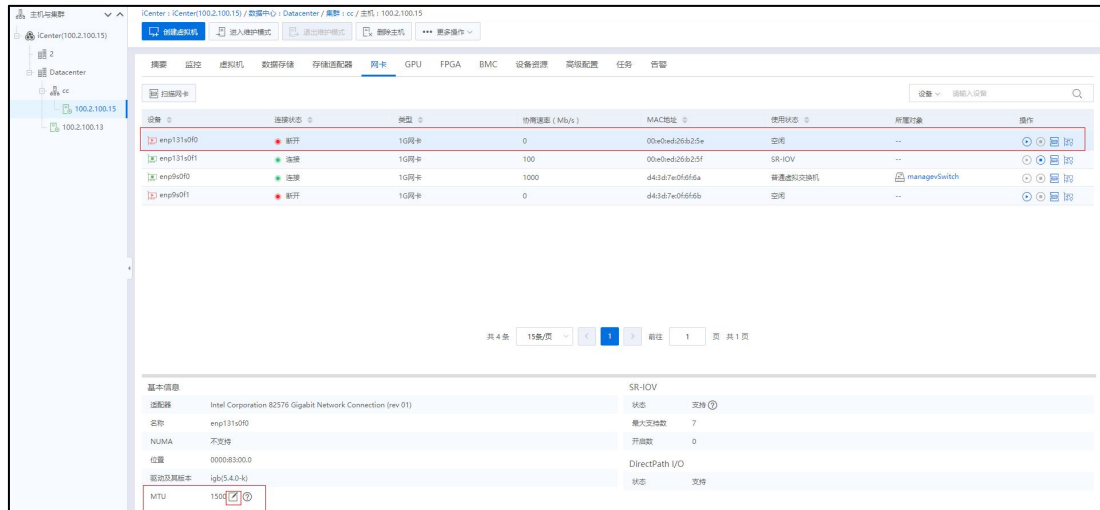 主机与集群
iCenter : iCenter(100.2.100.15) / 数据中心 : Datacenter / 集群 : cc / 主机 : 100.2.100.15
iCenter(100.2.100.15)
创建虚拟机 进入维护模式 退出维护模式 删除主机 更多操作
2
Datacenter
摘要 监控 虚拟机 数据存储 存储适配器 网卡 GPU FPGA BMC 设备资源 高级配置 任务 告警
cc
扫描网卡 设备 请输入设备
100.2.100.15
100.2.100.13
设备 连接状态 类型 协商速率 ( Mb/s ) MAC地址 使用状态 所属对象 操作
enp131s0f0 断开 1G网卡 0 00:e0:ed:26:b2:5e 空闲 --
enp131s0f1 连接 1G网卡 100 00:e0:ed:26:b2:5f SR-IOV --
enp9s0f0 连接 1G网卡 1000 d4:3d:7e:0f:6f:6a 普通虚拟交换机 managevSwitch
enp9s0f1 断开 1G网卡 0 d4:3d:7e:0f:6f:6b 空闲 --
共 4 条 15条/页 1 前往 1 页 共 1 页
基本信息 SR-IOV
适配器 Intel Corporation 82576 Gigabit Network Connection (rev 01) 状态 支持
名称 enp131s0f0 最大支持数 7
NUMA 不支持 开启数 0
位置 0000:83:00.0 DirectPath I/O
驱动及其版本 igb(5.4.0-k) 状态 支持
MTU 1500